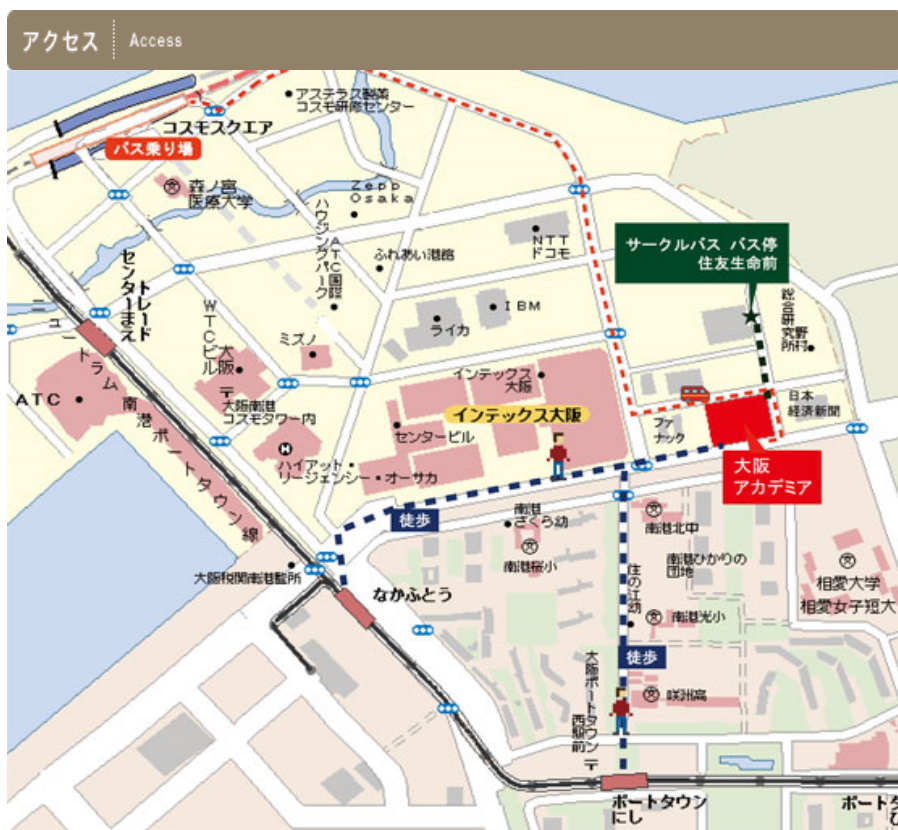 アクセス
Access
アステラス製薬
コスモ研修センター
コスモスクエア
バス乗り場
森ノ宮
医療大学
Zepp
Osaka
ATC国際
ハウジングパーク
ふれあい港館
NTT
ドコモ
サークルバス バス停
住友生命前
野村
総合研究所
トレード
センターまえ
IBM
ライカ
ミズノ
大阪
WTCビル
ATC
ニュートラム南港ポートタウン線
大阪南港
コスモタワー内
インテックス
大阪
インテックス大阪
センタービル
ファ
ナック
日本
経済新聞
大阪
アカデミア
ハイアット・
リージェンシー・オーサカ
徒歩
南港
さくら幼
南港桜小
南港北中
南港ひかりの
団地
住の江幼
相愛大学
相愛女子短大
大阪税関南港監所
なかふとう
南港光小
徒歩
咲洲高
大阪ポートタウン
西駅前
ポートタウン
にし
ポートタ